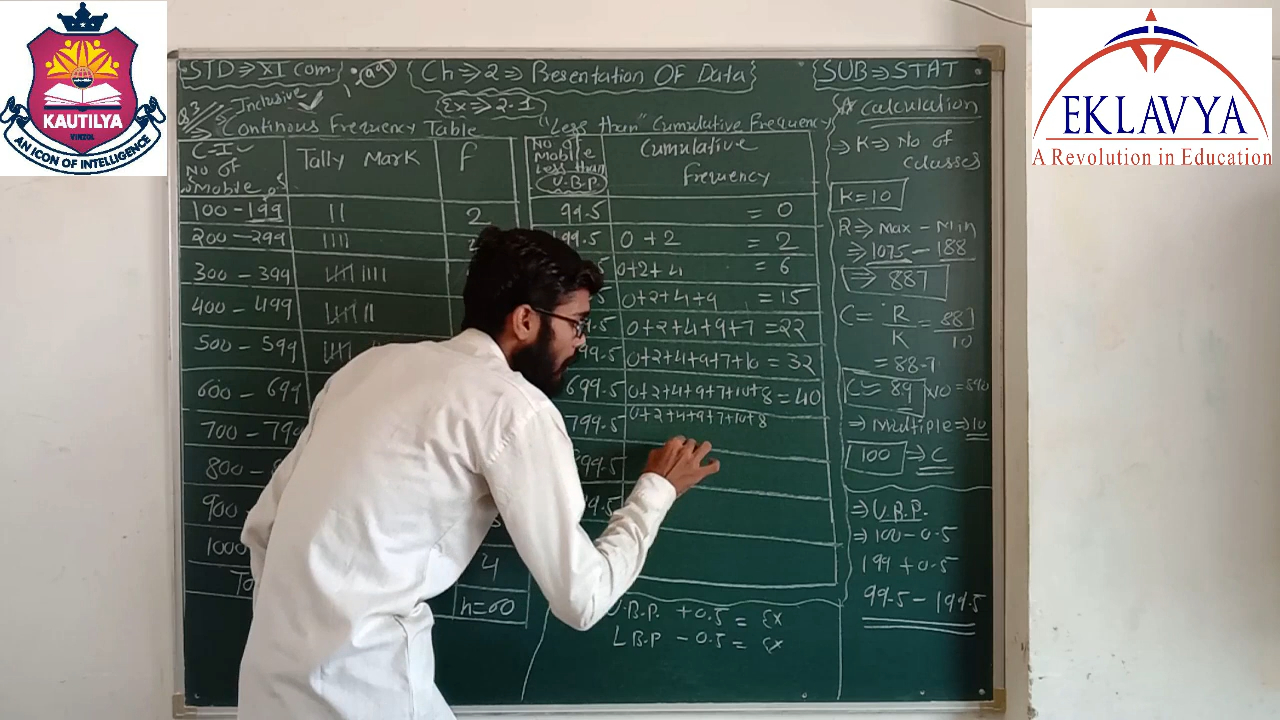 KAUTILYA
VINZOL
AN ICON OF INTELLIGENCE
EKLAVYA
A Revolution in Education
STD ⇒ XI Com.
Ch ⇒ 2 ⇒ Besentation OF Data
SUB ⇒ STAT
Inclusive ✓
Ex ⇒ 2.1
⇒ Continous Frequency Table
"Less than" Cumulative Frequency
C-I
No of
Mobile
Tally Mark
f
100 - 199 || 2
200 - 299 ||||
300 - 399 |||| ||||
400 - 499 |||| ||
500 - 599 ||||
600 - 699
700 - 799
800 -
900
1000
4
n=60
No of
Mobile
Less than
U.B.P.
Cumulative
Frequency
99.5 = 0
199.5 0 + 2 = 2
0+2+4 = 6
0+2+4+9 = 15
0+2+4+9+7 = 22
0+2+4+9+7+10 = 32
699.5 0+2+4+9+7+10+8 = 40
799.5 0+2+4+9+7+10+8
899.5
U.B.P. + 0.5 = Ex
L B.P - 0.5 = Ex
Calculation
⇒ K ⇒ No of
Classes
K = 10
R ⇒ Max - Min
⇒ 1075 - 188
⇒ 887
C = R/K = 887/10
= 88.7
C = 89 ×10 = 890
⇒ Multiple ⇒ 10
100 ⇒ C
⇒ U.B.P.
⇒ 100 - 0.5
199 + 0.5
99.5 - 199.5